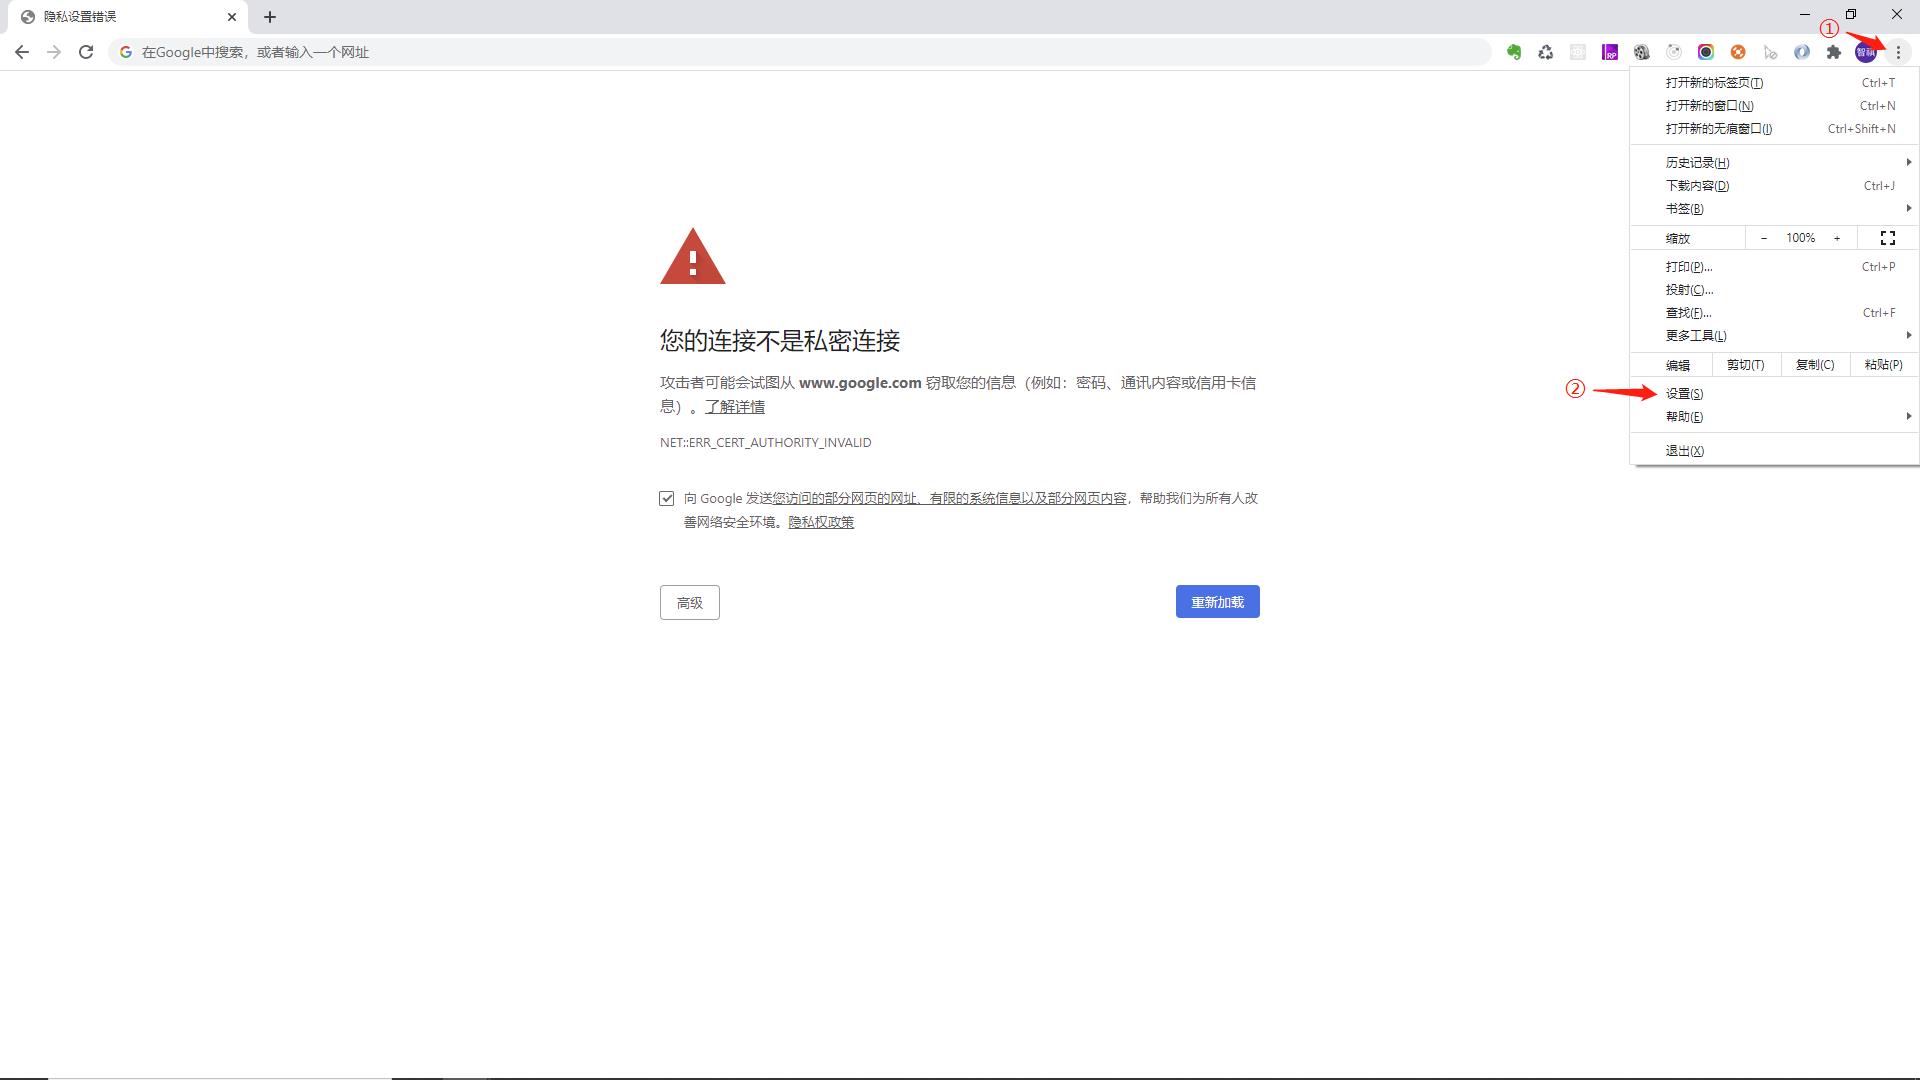 隐私设置错误
①
在Google中搜索，或者输入一个网址
RP
智祺
打开新的标签页(T) Ctrl+T
打开新的窗口(N) Ctrl+N
打开新的无痕窗口(I) Ctrl+Shift+N
历史记录(H)
下载内容(D) Ctrl+J
书签(B)
缩放 − 100% +
打印(P)... Ctrl+P
投射(C)...
查找(F)... Ctrl+F
更多工具(L)
编辑 剪切(T) 复制(C) 粘贴(P)
② 设置(S)
帮助(E)
退出(X)
您的连接不是私密连接
攻击者可能会试图从 www.google.com 窃取您的信息（例如：密码、通讯内容或信用卡信
息）。了解详情
NET::ERR_CERT_AUTHORITY_INVALID
向 Google 发送您访问的部分网页的网址、有限的系统信息以及部分网页内容，帮助我们为所有人改
善网络安全环境。隐私权政策
高级 重新加载